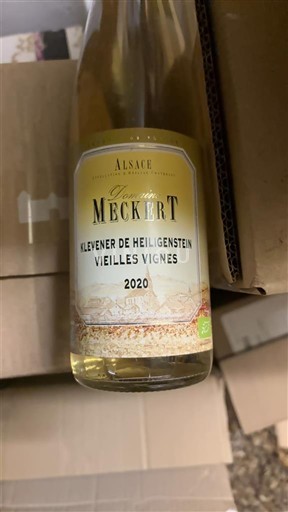 ALSACE
Domaine
MECKERT
KLEVENER DE HEILIGENSTEIN
VIEILLES VIGNES
2020